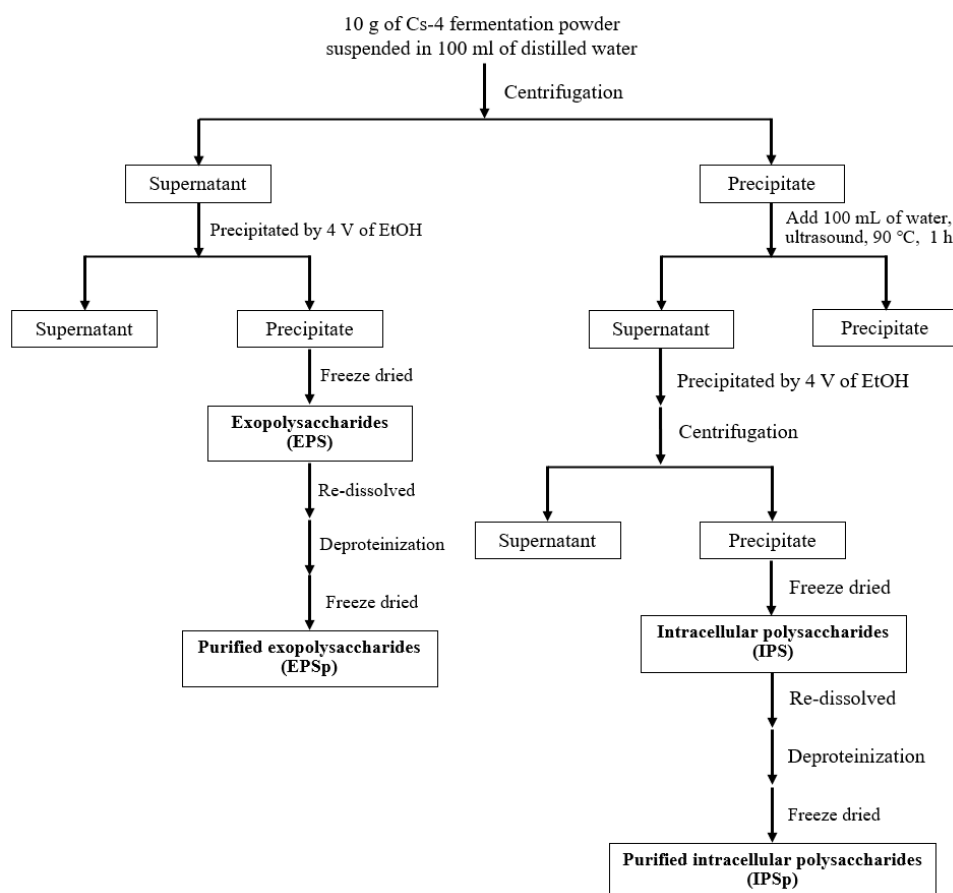 10 g of Cs-4 fermentation powder
suspended in 100 ml of distilled water
Centrifugation
Supernatant
Precipitate
Precipitated by 4 V of EtOH
Add 100 mL of water,
ultrasound, 90 °C, 1 h
Supernatant
Precipitate
Supernatant
Precipitate
Freeze dried
Precipitated by 4 V of EtOH
Exopolysaccharides
(EPS)
Centrifugation
Re-dissolved
Supernatant
Precipitate
Deproteinization
Freeze dried
Freeze dried
Purified exopolysaccharides
(EPSp)
Intracellular polysaccharides
(IPS)
Re-dissolved
Deproteinization
Freeze dried
Purified intracellular polysaccharides
(IPSp)